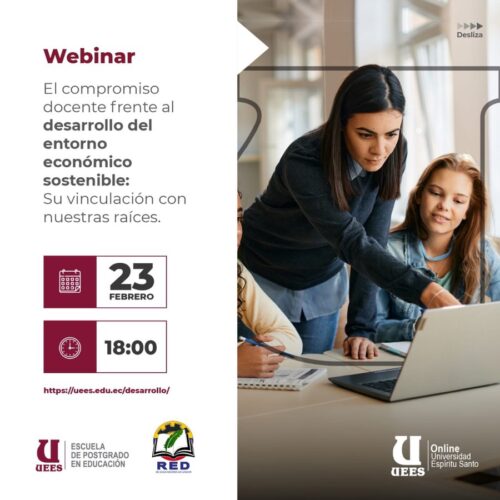 Desliza
Webinar
El compromiso
docente frente al
desarrollo del
entorno
económico
sostenible:
Su vinculación con
nuestras raíces.
23
FEBRERO
18:00
https://uees.edu.ec/desarrollo/
UEES
ESCUELA
DE POSTGRADO
EN EDUCACIÓN
RED
UEES
Online
Universidad
Espíritu Santo